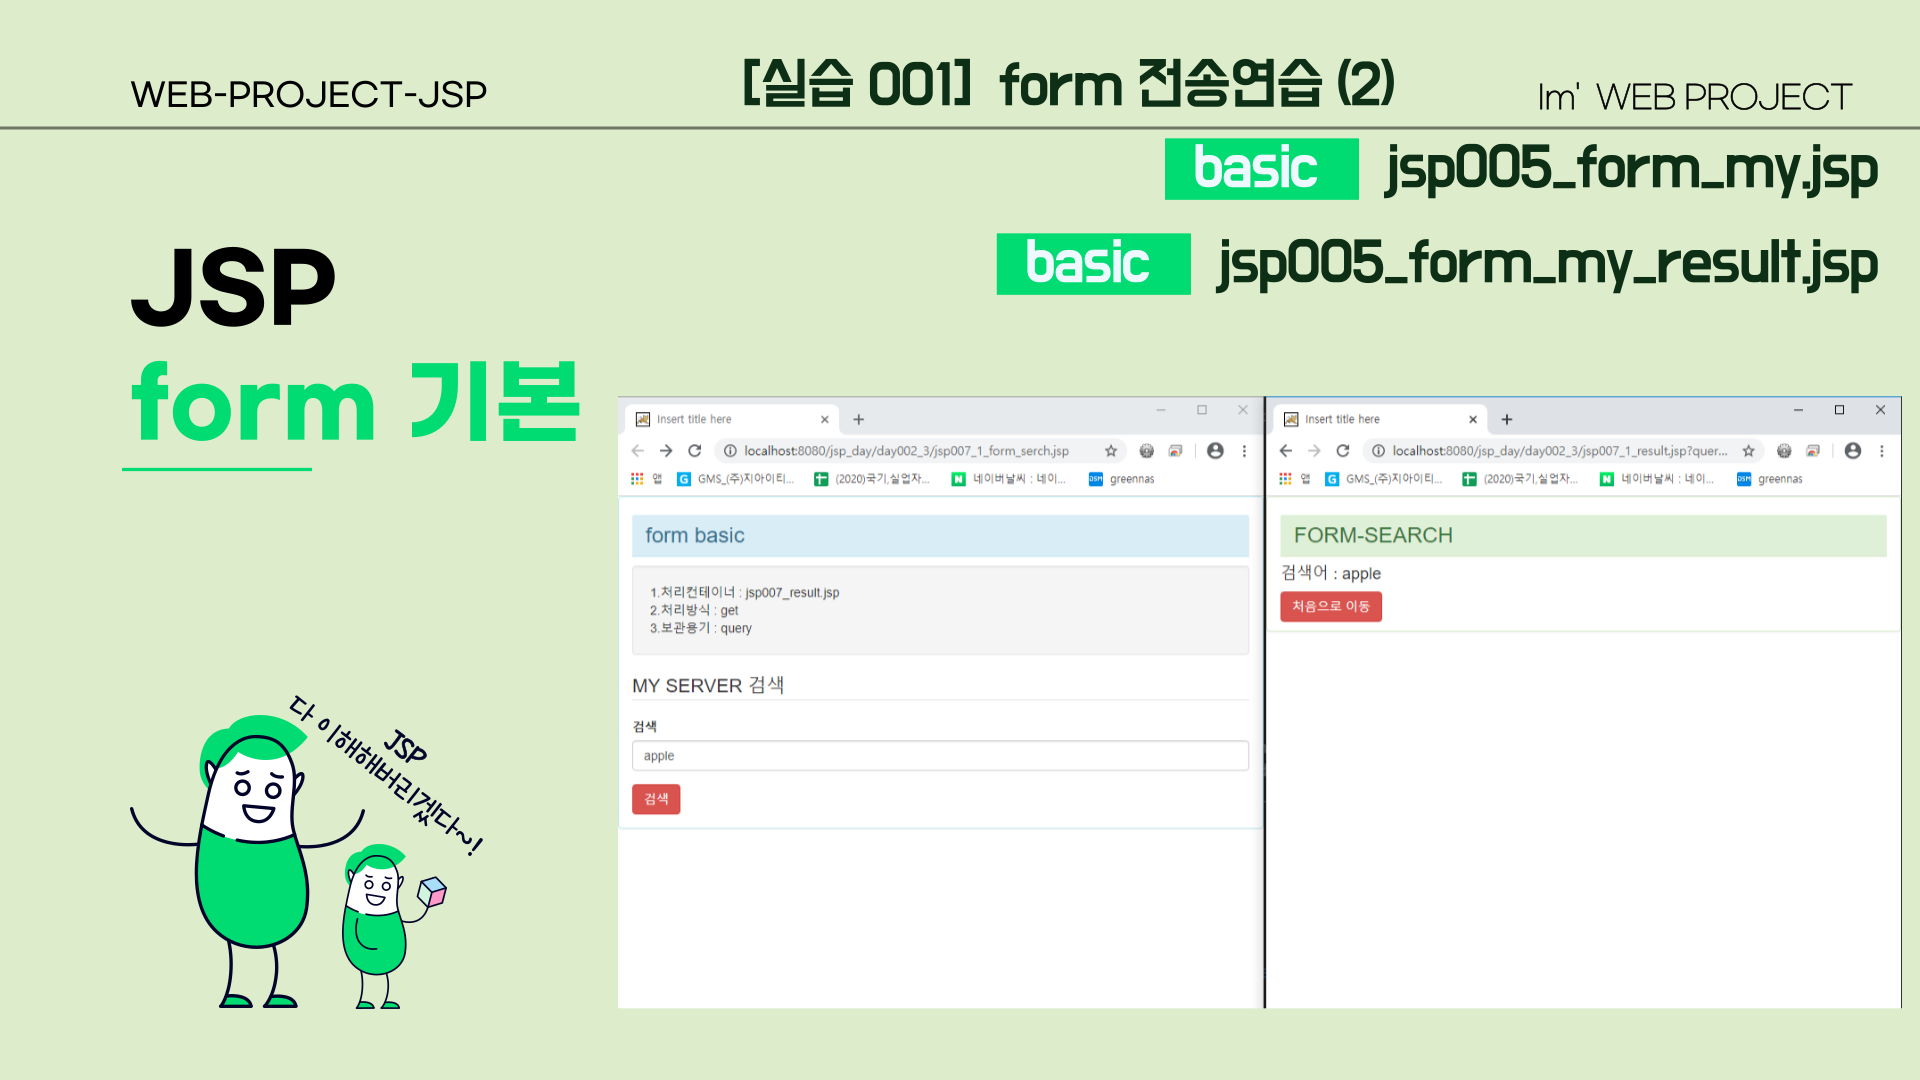 WEB-PROJECT-JSP
[실습 001] form 전송연습 (2)
Im' WEB PROJECT
basic jsp005_form_my.jsp
basic jsp005_form_my_result.jsp
JSP
form 기본
JSP
다 이해해버리겠다~!
Insert title here
localhost:8080/jsp_day/day002_3/jsp007_1_form_serch.jsp
앱 GMS_(주)지아이티... (2020)국기,실업자... 네이버날씨 : 네이... greennas
form basic
1.처리컨테이너 : jsp007_result.jsp
2.처리방식 : get
3.보관용기 : query
MY SERVER 검색
검색
apple
검색
Insert title here
localhost:8080/jsp_day/day002_3/jsp007_1_result.jsp?quer...
앱 GMS_(주)지아이티... (2020)국기,실업자... 네이버날씨 : 네이... greennas
FORM-SEARCH
검색어 : apple
처음으로 이동